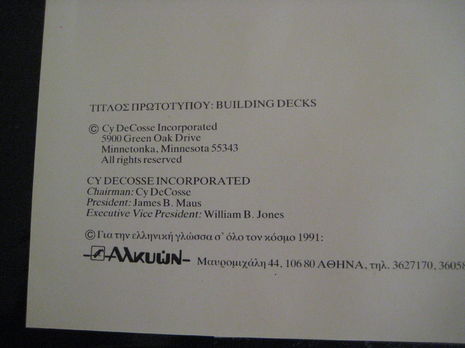 ΤΙΤΛΟΣ ΠΡΩΤΟΤΥΠΟΥ: BUILDING DECKS
© Cy DeCosse Incorporated
5900 Green Oak Drive
Minnetonka, Minnesota 55343
All rights reserved
CY DECOSSE INCORPORATED
Chairman: Cy DeCosse
President: James B. Maus
Executive Vice President: William B. Jones
© Για την ελληνική γλώσσα σ' όλο τον κόσμο 1991:
Αλκυών
Μαυρομιχάλη 44, 106 80 ΑΘΗΝΑ, τηλ. 3627170, 36058